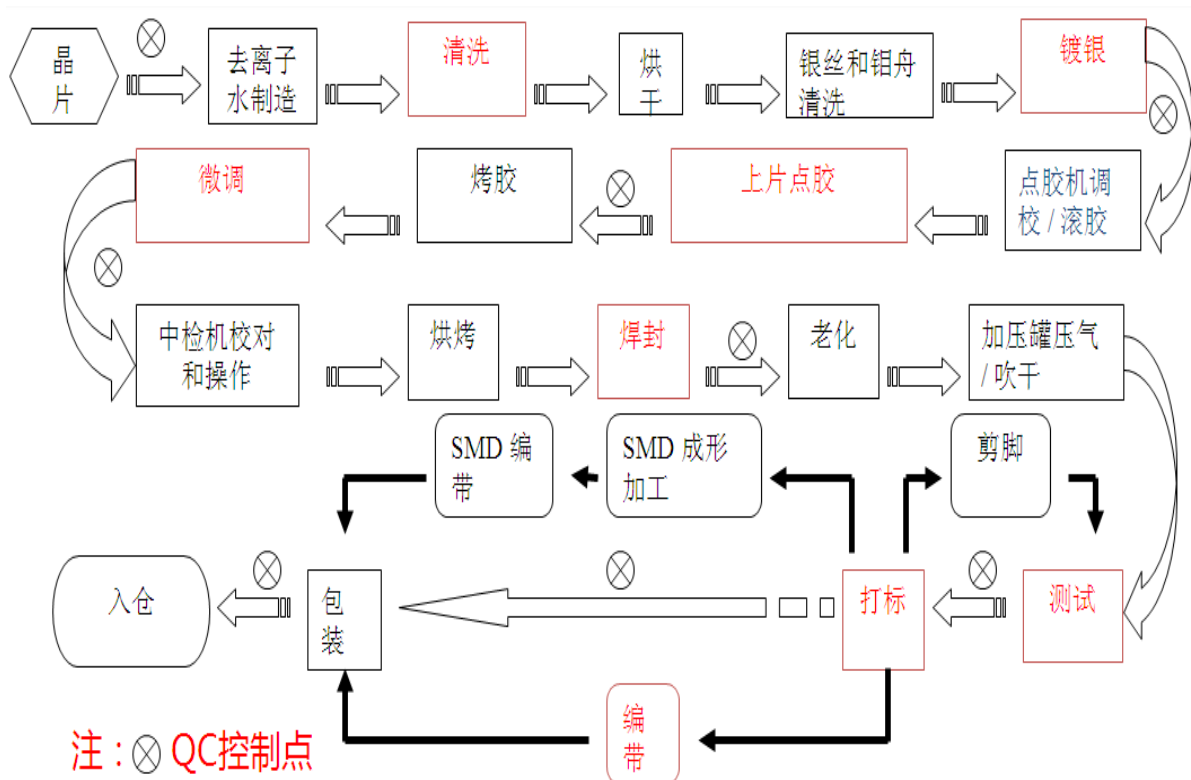 晶
片
去离子
水制造
清洗
烘
干
银丝和钼舟
清洗
镀银
微调
烤胶
上片点胶
点胶机调
校 / 滚胶
中检机校对
和操作
烘烤
焊封
老化
加压罐压气
/ 吹干
SMD 编
带
SMD 成形
加工
剪脚
入仓
包
装
打标
测试
编
带
注：⊗ QC控制点